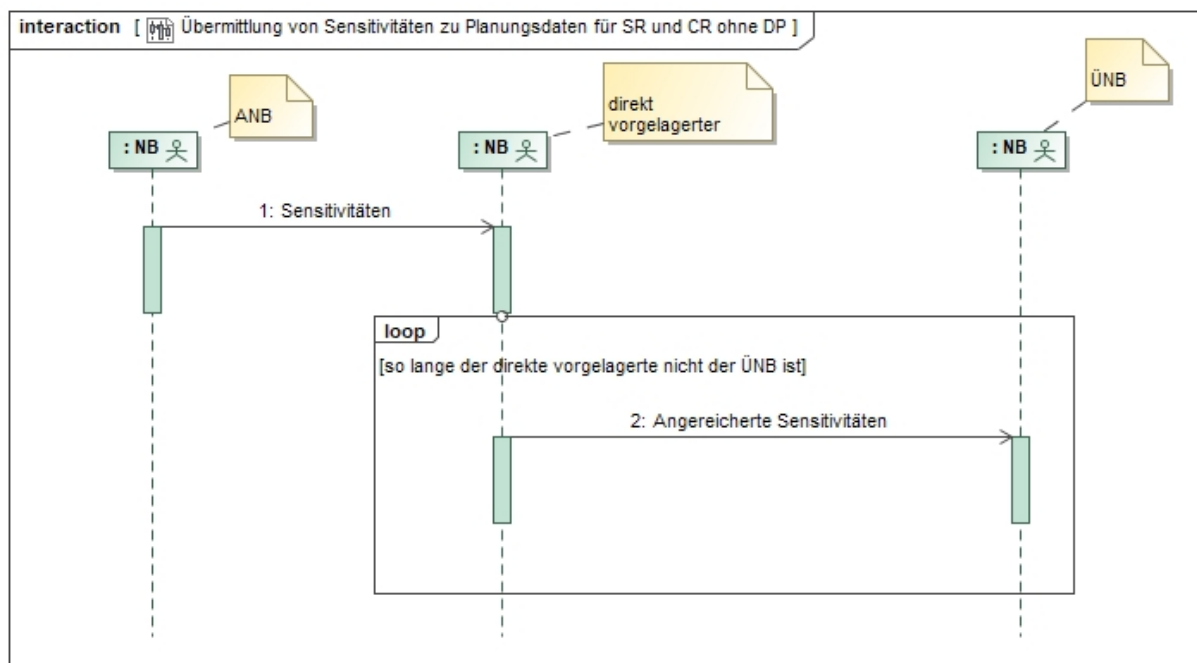 interaction [ Übermittlung von Sensitivitäten zu Planungsdaten für SR und CR ohne DP ]
ANB
direkt
vorgelagerter
ÜNB
: NB
: NB
: NB
1: Sensitivitäten
loop
[so lange der direkte vorgelagerte nicht der ÜNB ist]
2: Angereicherte Sensitivitäten